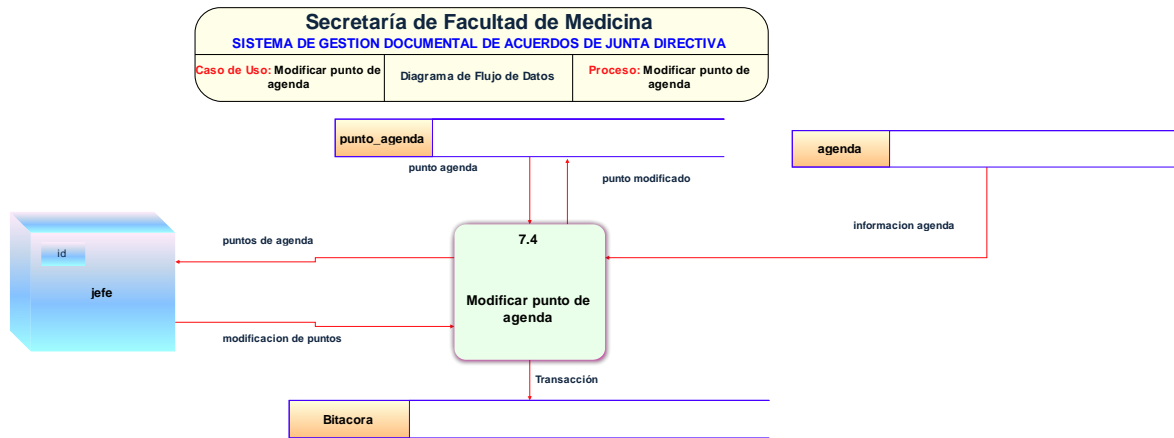 Secretaría de Facultad de Medicina
SISTEMA DE GESTION DOCUMENTAL DE ACUERDOS DE JUNTA DIRECTIVA
Caso de Uso: Modificar punto de
agenda
Diagrama de Flujo de Datos
Proceso: Modificar punto de
agenda
punto_agenda
agenda
punto agenda
punto modificado
informacion agenda
7.4
Modificar punto de
agenda
puntos de agenda
id
jefe
modificacion de puntos
Transacción
Bitacora